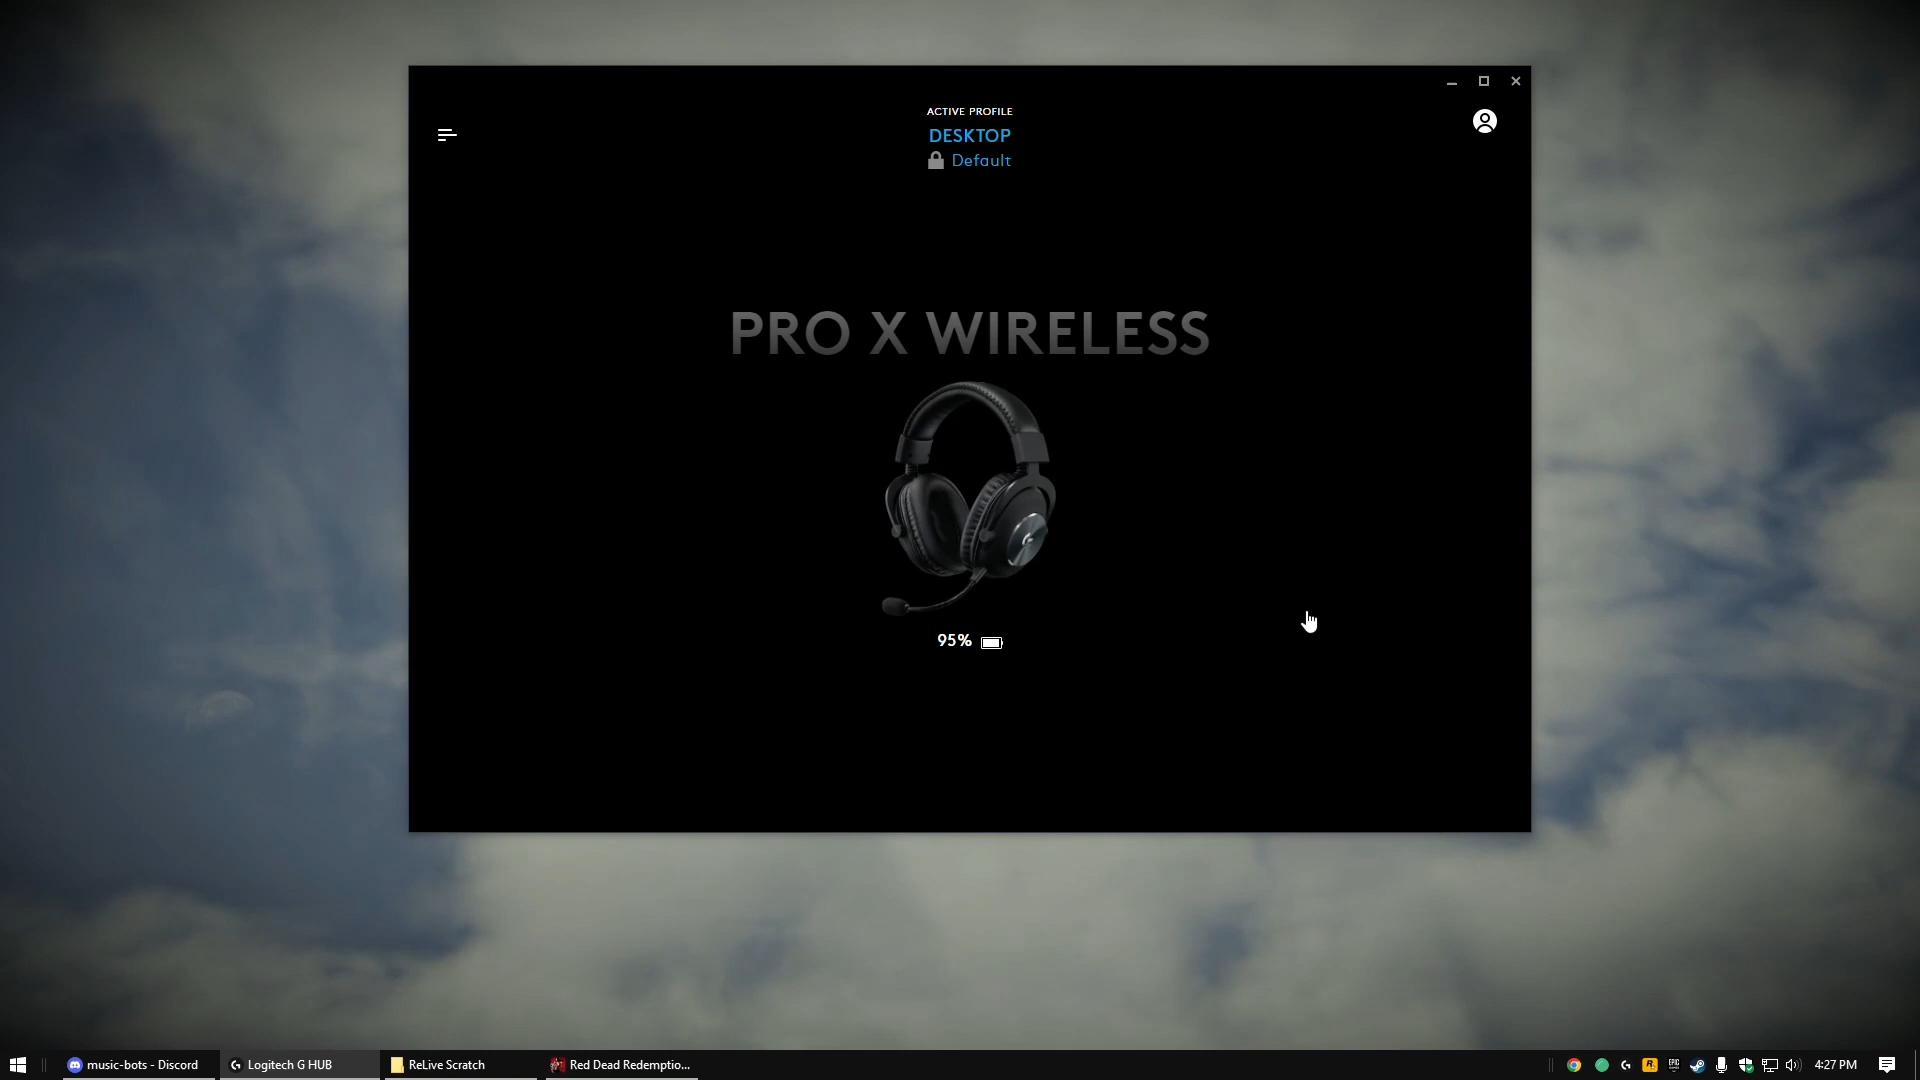 ACTIVE PROFILE
DESKTOP
Default
PRO X WIRELESS
95%
music-bots - Discord
Logitech G HUB
ReLive Scratch
Red Dead Redemptio...
EPIC
4:27 PM